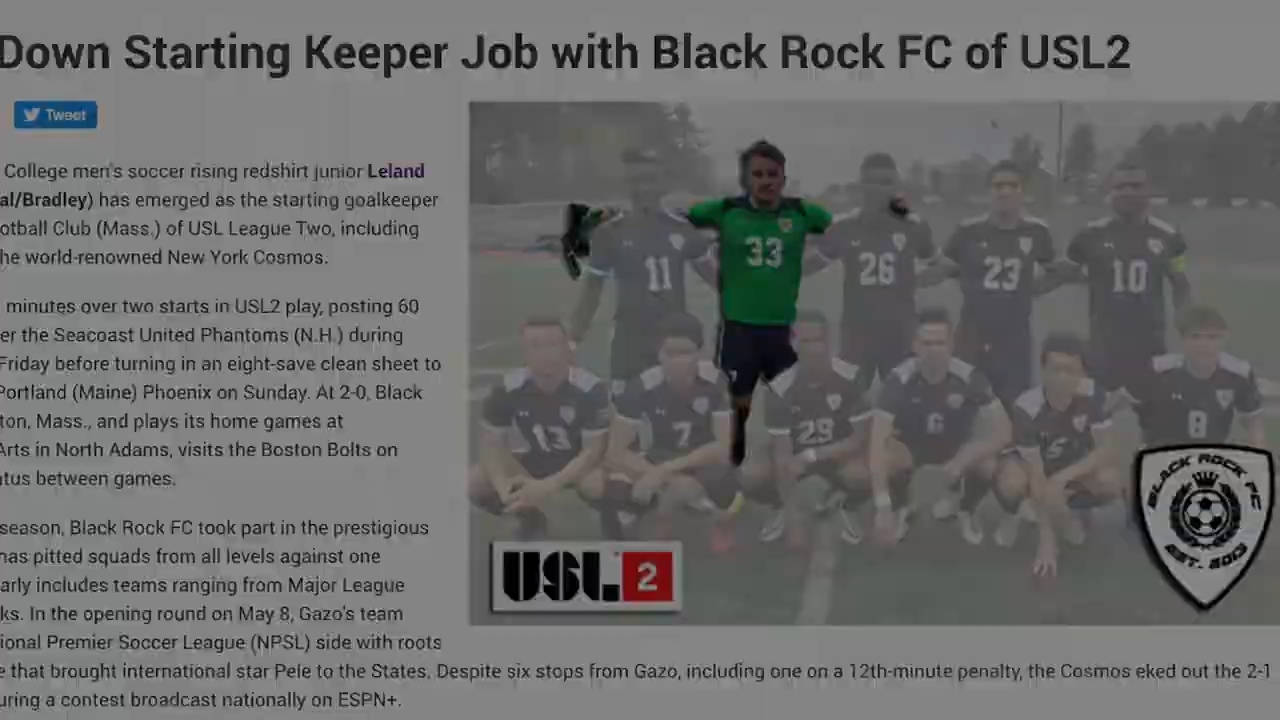 Down Starting Keeper Job with Black Rock FC of USL2
Tweet
College men's soccer rising redshirt junior Leland
al/Bradley) has emerged as the starting goalkeeper
otball Club (Mass.) of USL League Two, including
he world-renowned New York Cosmos.
minutes over two starts in USL2 play, posting 60
er the Seacoast United Phantoms (N.H.) during
Friday before turning in an eight-save clean sheet to
Portland (Maine) Phoenix on Sunday. At 2-0, Black
ton, Mass., and plays its home games at
Arts in North Adams, visits the Boston Bolts on
atus between games.
season, Black Rock FC took part in the prestigious
has pitted squads from all levels against one
arly includes teams ranging from Major League
ks. In the opening round on May 8, Gazo's team
ional Premier Soccer League (NPSL) side with roots
e that brought international star Pele to the States. Despite six stops from Gazo, including one on a 12th-minute penalty, the Cosmos eked out the 2-1
uring a contest broadcast nationally on ESPN+.
11 33 26 23 10
13 7 29 6 5 8
BLACK ROCK FC
EST. 2013
USL 2